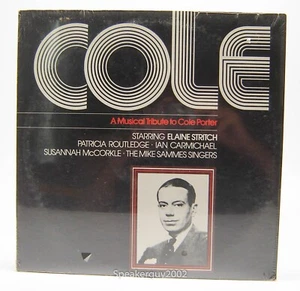 COLE
A Musical Tribute to Cole Porter
STARRING ELAINE STRITCH
PATRICIA ROUTLEDGE · IAN CARMICHAEL
SUSANNAH McCORKLE · THE MIKE SAMMES SINGERS
Speakerguy2002